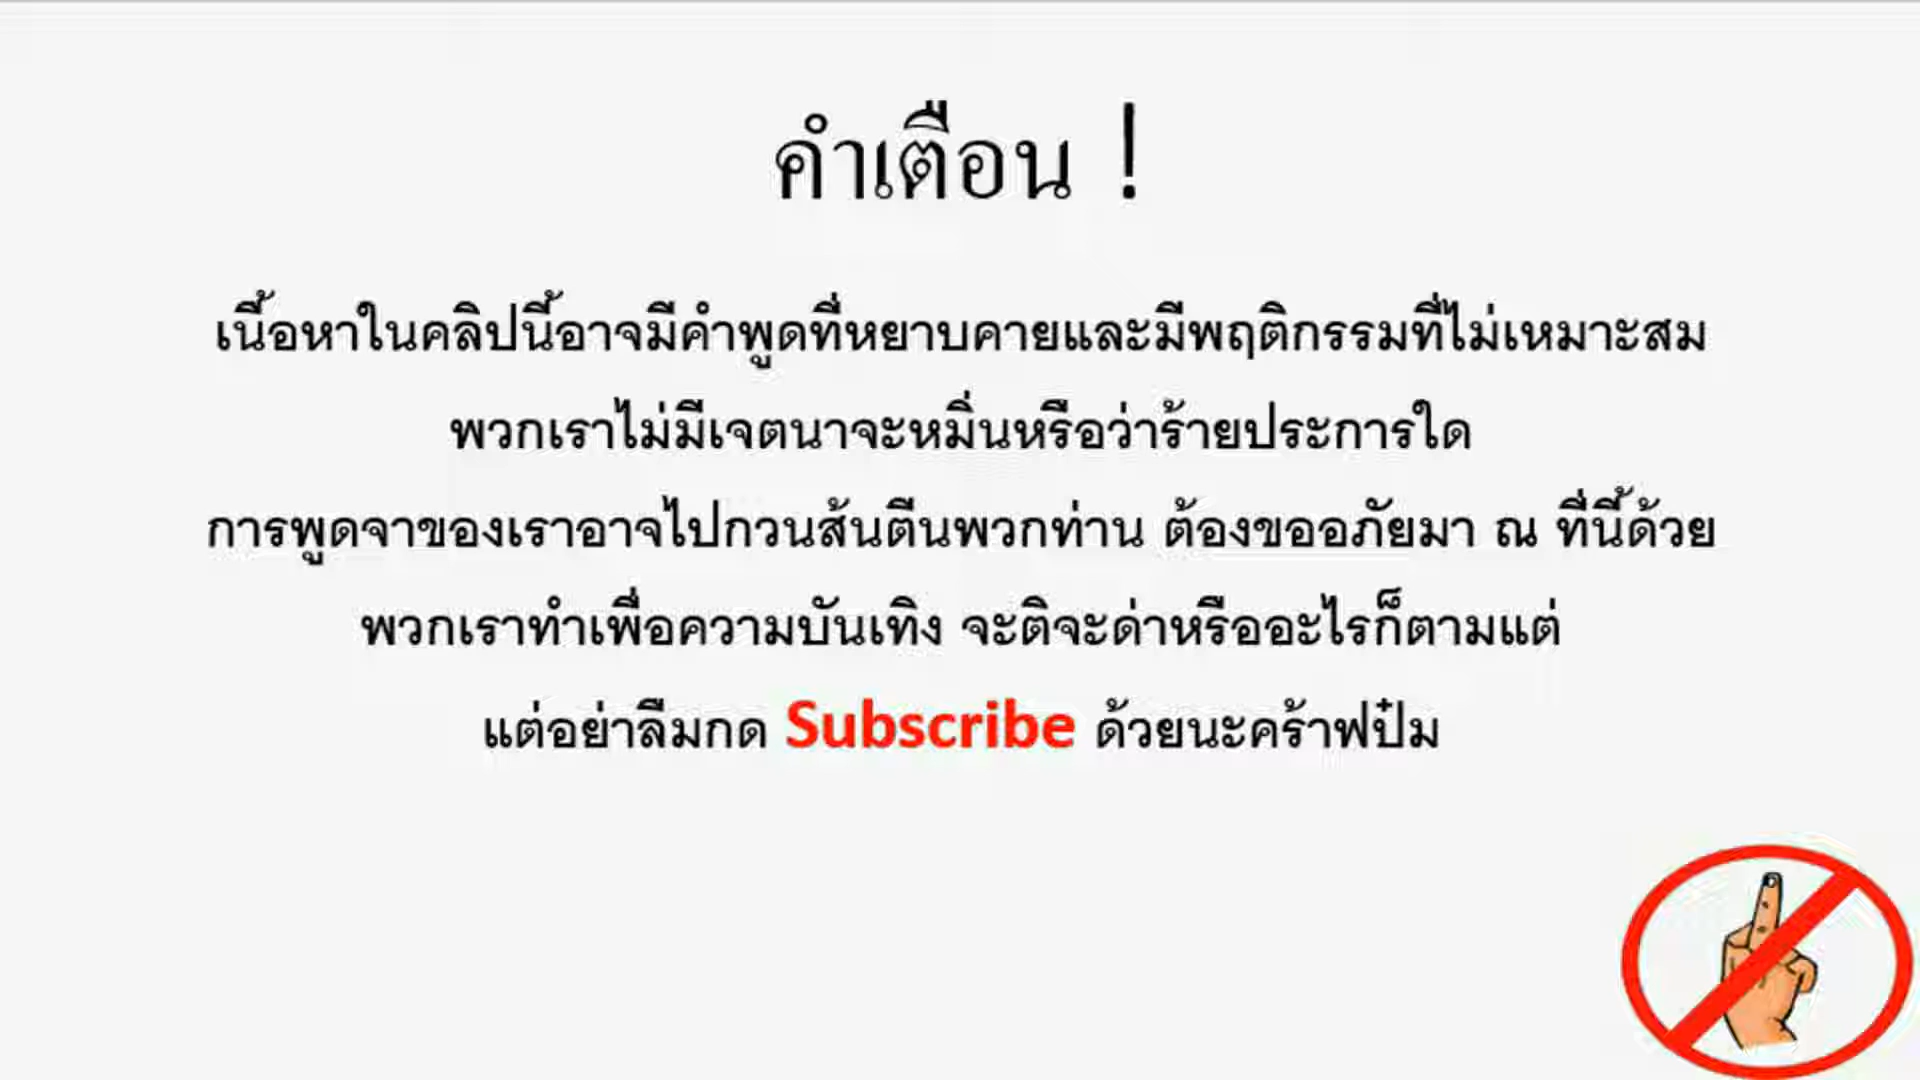 คำเตือน !
เนื้อหาในคลิปนี้อาจมีคำพูดที่หยาบคายและมีพฤติกรรมที่ไม่เหมาะสม
พวกเราไม่มีเจตนาจะหมิ่นหรือว่าร้ายประการใด
การพูดจาของเราอาจไปกวนส้นตีนพวกท่าน ต้องขออภัยมา ณ ที่นี้ด้วย
พวกเราทำเพื่อความบันเทิง จะติจะด่าหรืออะไรก็ตามแต่
แต่อย่าลืมกด Subscribe ด้วยนะคร้าฟป๋ม